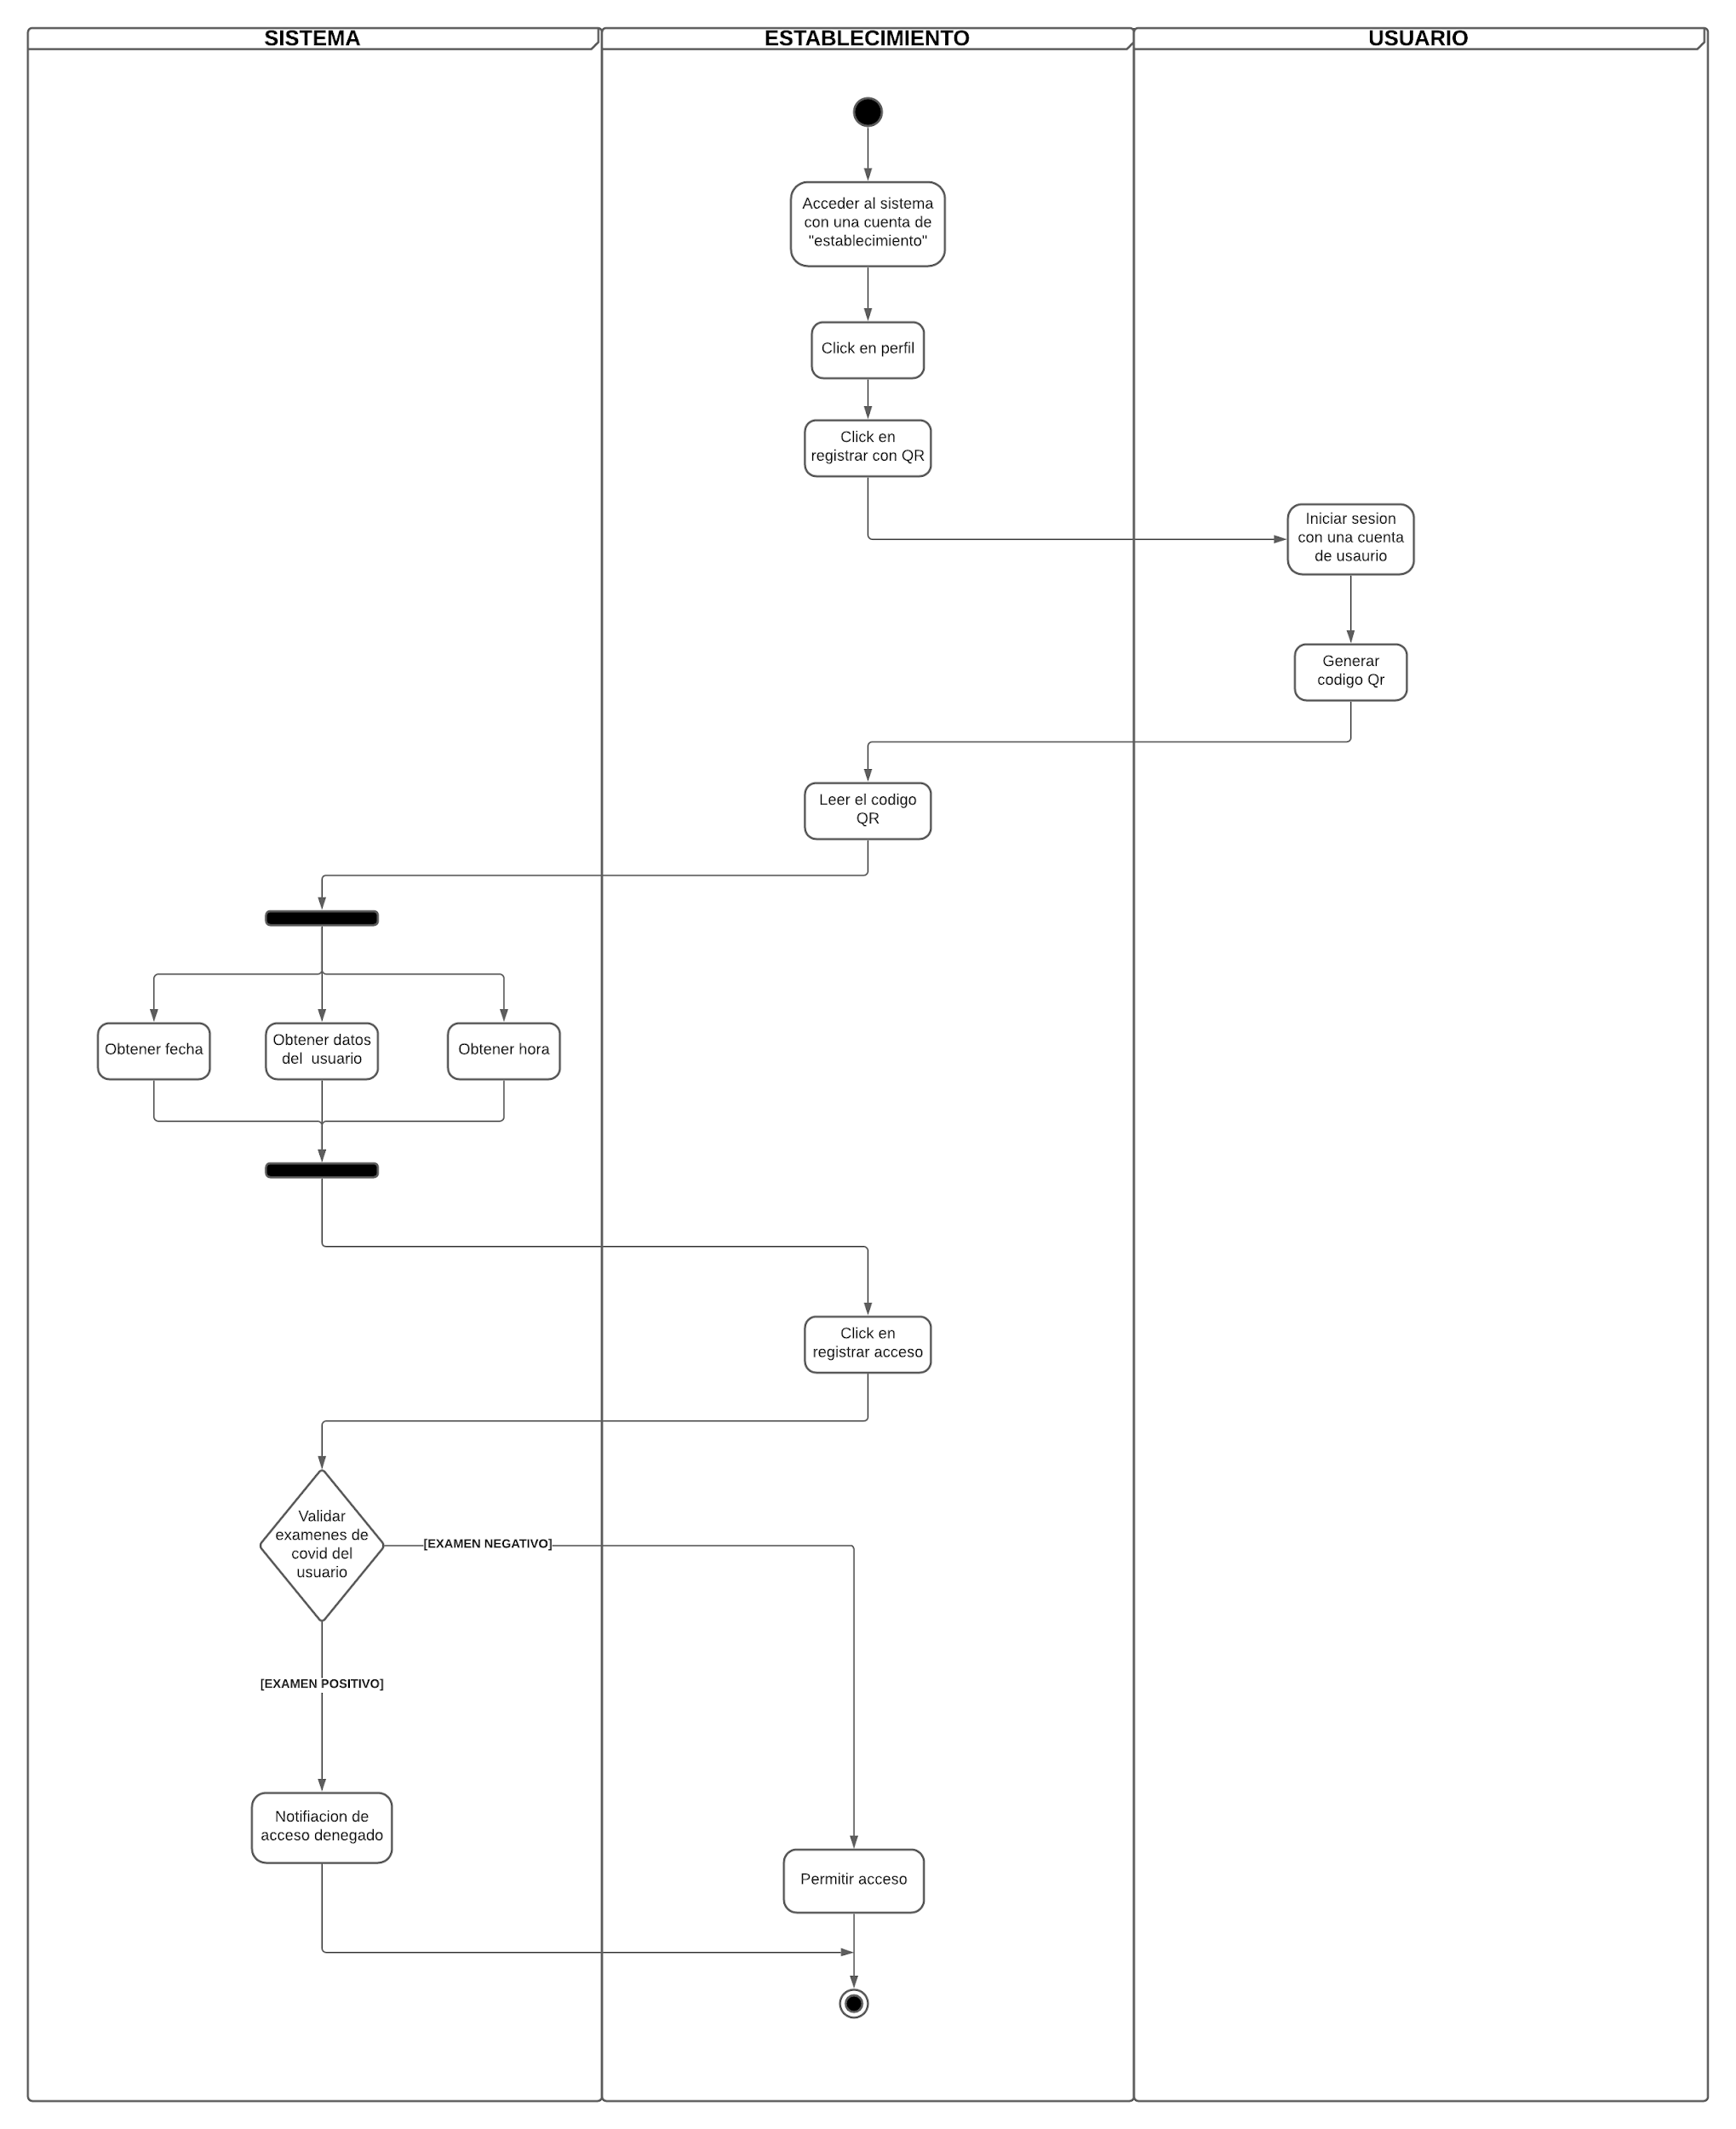 SISTEMA
ESTABLECIMIENTO
USUARIO
Acceder al sistema
con una cuenta de
"establecimiento"
Click en perfil
Click en
registrar con QR
Iniciar sesion
con una cuenta
de usaurio
Generar
codigo Qr
Leer el codigo
QR
Obtener fecha
Obtener datos
del usuario
Obtener hora
Click en
registrar acceso
Validar
examenes de
covid del
usuario
[EXAMEN NEGATIVO]
[EXAMEN POSITIVO]
Notifiacion de
acceso denegado
Permitir acceso